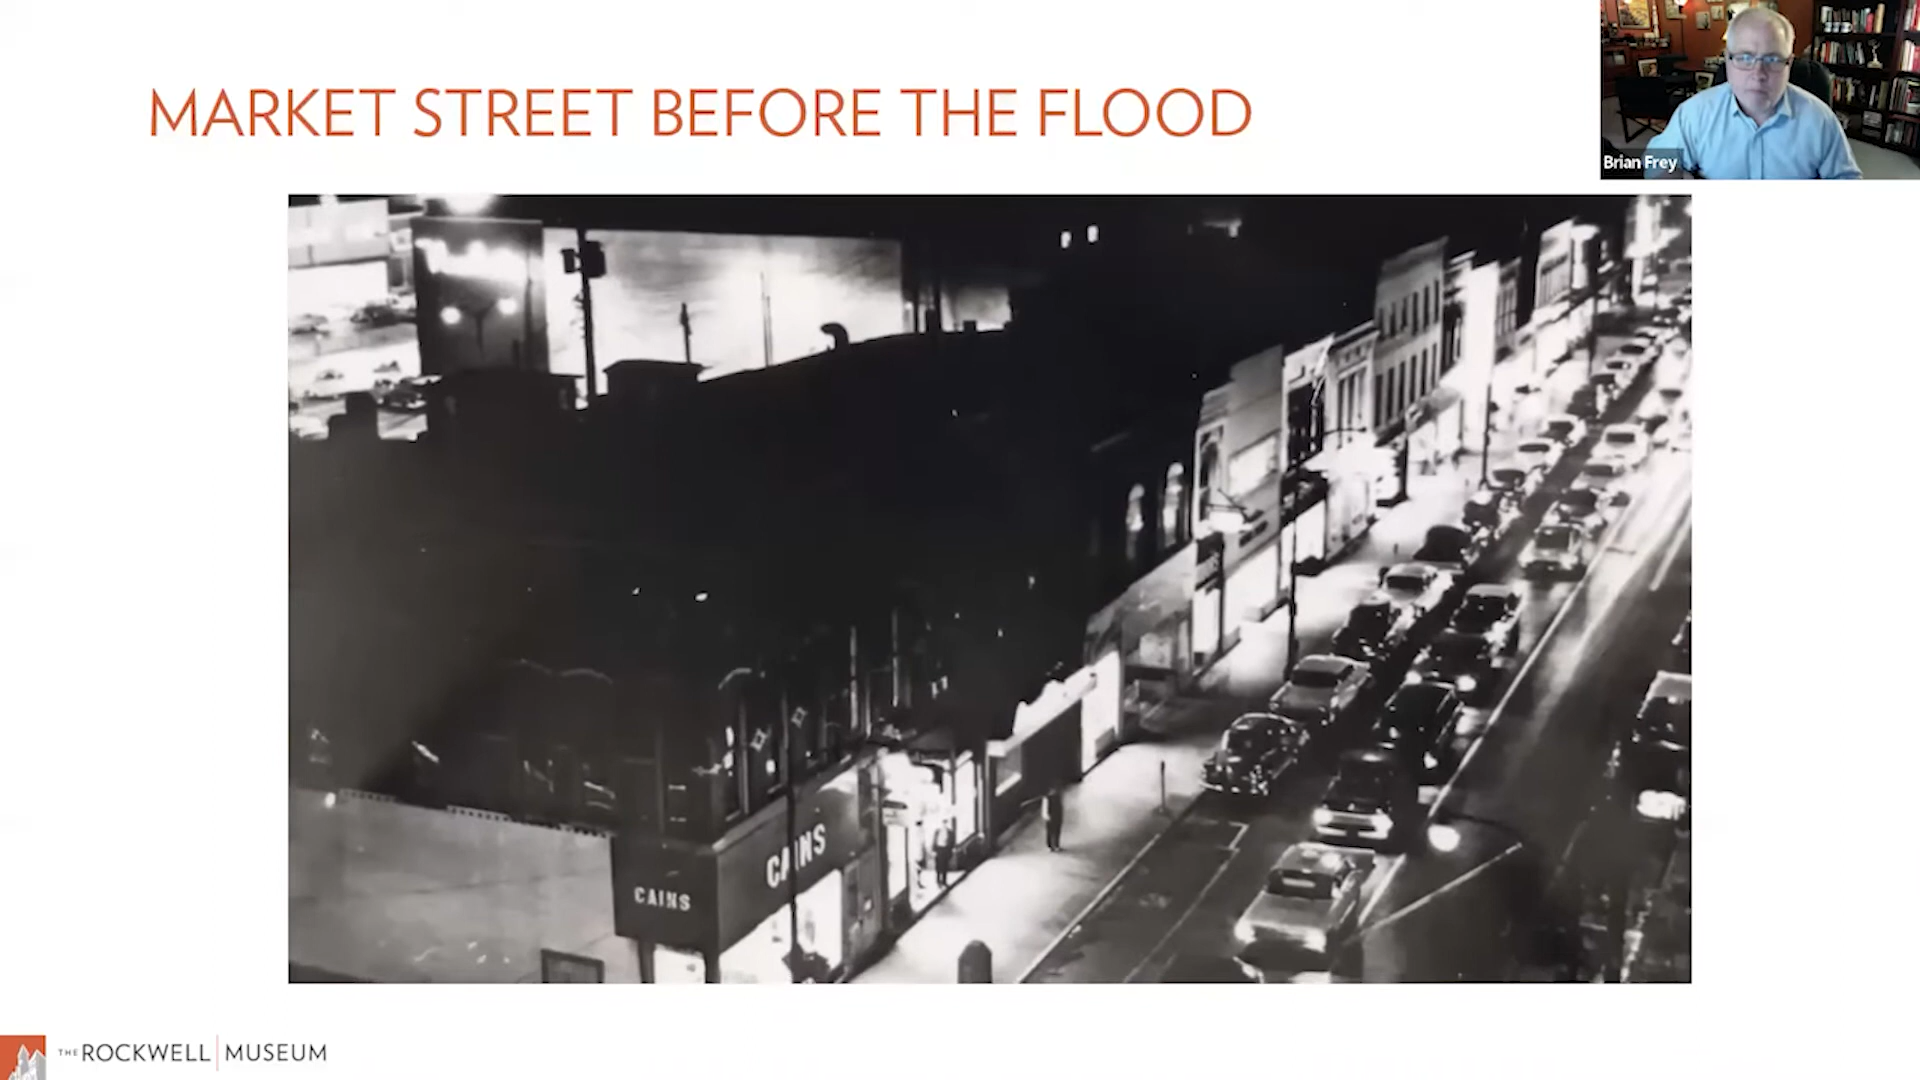 MARKET STREET BEFORE THE FLOOD
Brian Frey
CAINS
CAINS
THE ROCKWELL MUSEUM